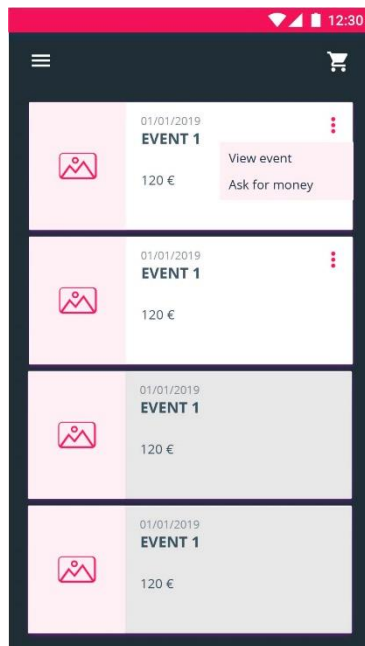 12:30
01/01/2019
EVENT 1
View event
120 €
Ask for money
01/01/2019
EVENT 1
120 €
01/01/2019
EVENT 1
120 €
01/01/2019
EVENT 1
120 €